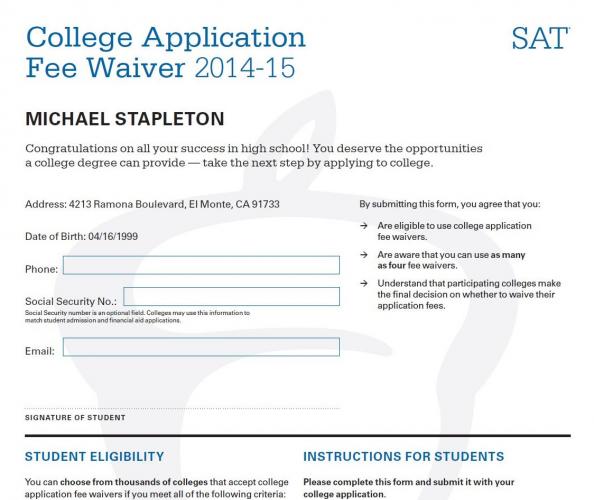 College Application
Fee Waiver 2014-15
SAT
MICHAEL STAPLETON
Congratulations on all your success in high school! You deserve the opportunities
a college degree can provide — take the next step by applying to college.
Address: 4213 Ramona Boulevard, El Monte, CA 91733
Date of Birth: 04/16/1999
Phone:
Social Security No.:
Social Security number is an optional field. Colleges may use this information to
match student admission and financial aid applications.
Email:
SIGNATURE OF STUDENT
By submitting this form, you agree that you:
→ Are eligible to use college application
fee waivers.
→ Are aware that you can use as many
as four fee waivers.
→ Understand that participating colleges make
the final decision on whether to waive their
application fees.
STUDENT ELIGIBILITY
You can choose from thousands of colleges that accept college
application fee waivers if you meet all of the following criteria:
INSTRUCTIONS FOR STUDENTS
Please complete this form and submit it with your
college application.